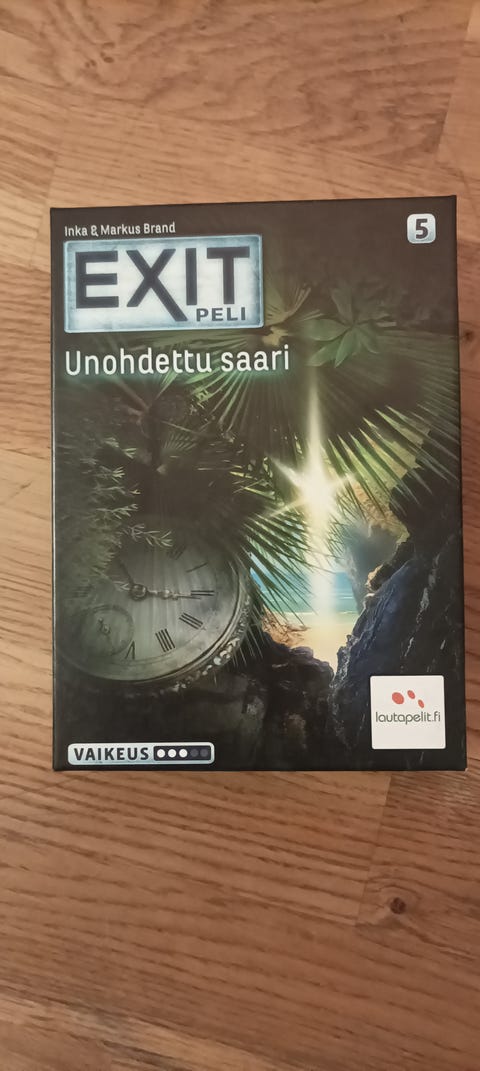 Inka & Markus Brand
5
EXIT
PELI
Unohdettu saari
lautapelit.fi
VAIKEUS